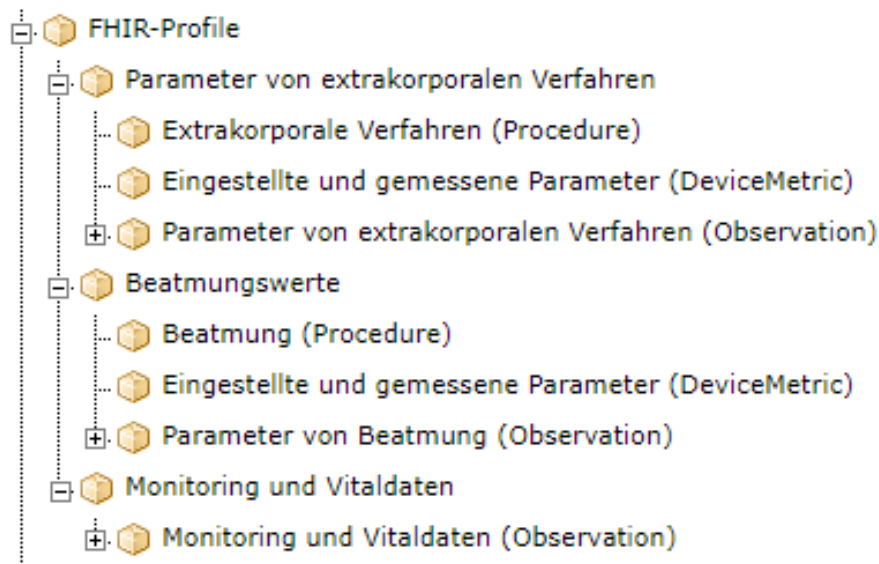 FHIR-Profile
Parameter von extrakorporalen Verfahren
Extrakorporale Verfahren (Procedure)
Eingestellte und gemessene Parameter (DeviceMetric)
Parameter von extrakorporalen Verfahren (Observation)
Beatmungswerte
Beatmung (Procedure)
Eingestellte und gemessene Parameter (DeviceMetric)
Parameter von Beatmung (Observation)
Monitoring und Vitaldaten
Monitoring und Vitaldaten (Observation)